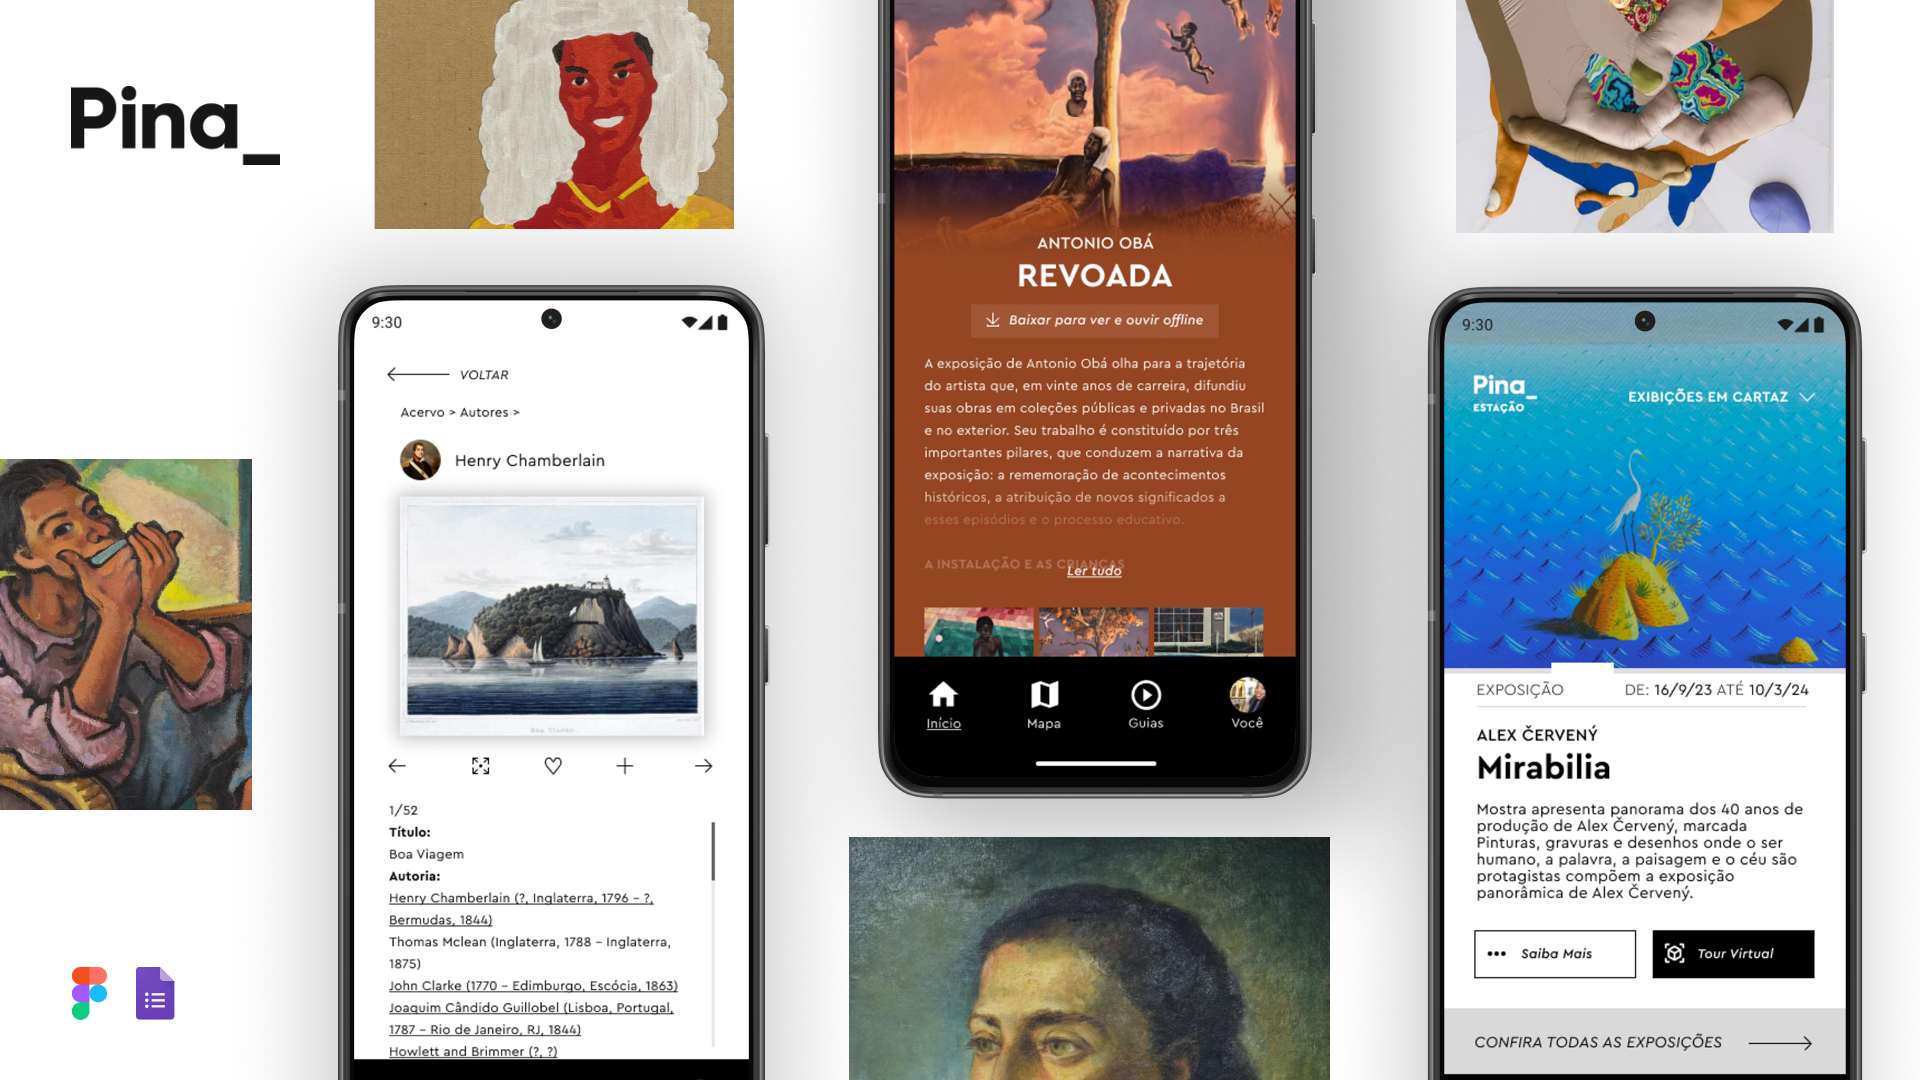 Pina_
9:30
VOLTAR
Acervo > Autores >
Henry Chamberlain
1/52
Título:
Boa Viagem
Autoria:
Henry Chamberlain (?, Inglaterra, 1796 - ?,
Bermudas, 1844)
Thomas Mclean (Inglaterra, 1788 - Inglaterra,
1875)
John Clarke (1770 - Edimburgo, Escócia, 1863)
Joaquim Cândido Guillobel (Lisboa, Portugal,
1787 - Rio de Janeiro, RJ, 1844)
Howlett and Brimmer (?, ?)
ANTONIO OBÁ
REVOADA
Baixar para ver e ouvir offline
A exposição de Antonio Obá olha para a trajetória
do artista que, em vinte anos de carreira, difundiu
suas obras em coleções públicas e privadas no Brasil
e no exterior. Seu trabalho é constituído por três
importantes pilares, que conduzem a narrativa da
exposição: a rememoração de acontecimentos
históricos, a atribuição de novos significados a
esses episódios e o processo educativo.
A INSTALAÇÃO E AS CRIANÇAS
Ler tudo
Início
Mapa
Guias
Você
9:30
Pina_
ESTAÇÃO
EXIBIÇÕES EM CARTAZ
EXPOSIÇÃO
DE: 16/9/23 ATÉ 10/3/24
ALEX ČERVENÝ
Mirabilia
Mostra apresenta panorama dos 40 anos de
produção de Alex Červený, marcada
Pinturas, gravuras e desenhos onde o ser
humano, a palavra, a paisagem e o céu são
protagistas compõem a exposição
panorâmica de Alex Červený.
Saiba Mais
Tour Virtual
CONFIRA TODAS AS EXPOSIÇÕES